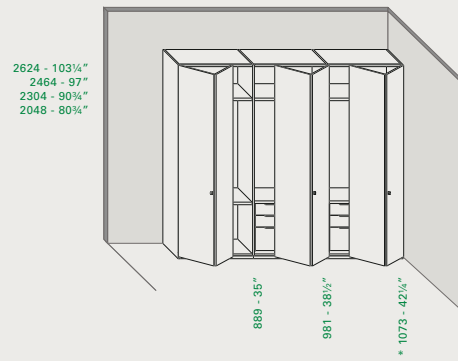 2624 - 103¼"
2464 - 97"
2304 - 90¾"
2048 - 80¾"
889 - 35"
981 - 38½"
* 1073 - 42¼"